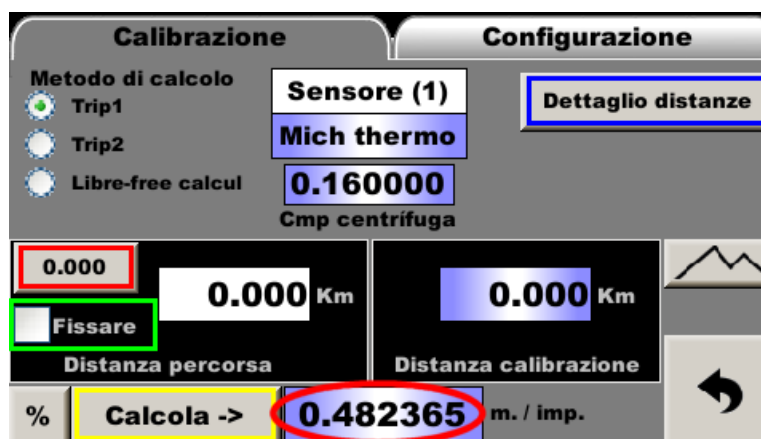 Calibrazione
Configurazione
Metodo di calcolo
Trip1
Trip2
Libre-free calcul
Sensore (1)
Mich thermo
0.160000
Cmp centrífuga
Dettaglio distanze
0.000
0.000 Km
Fissare
Distanza percorsa
0.000 Km
Distanza calibrazione
%
Calcola ->
0.482365 m. / imp.